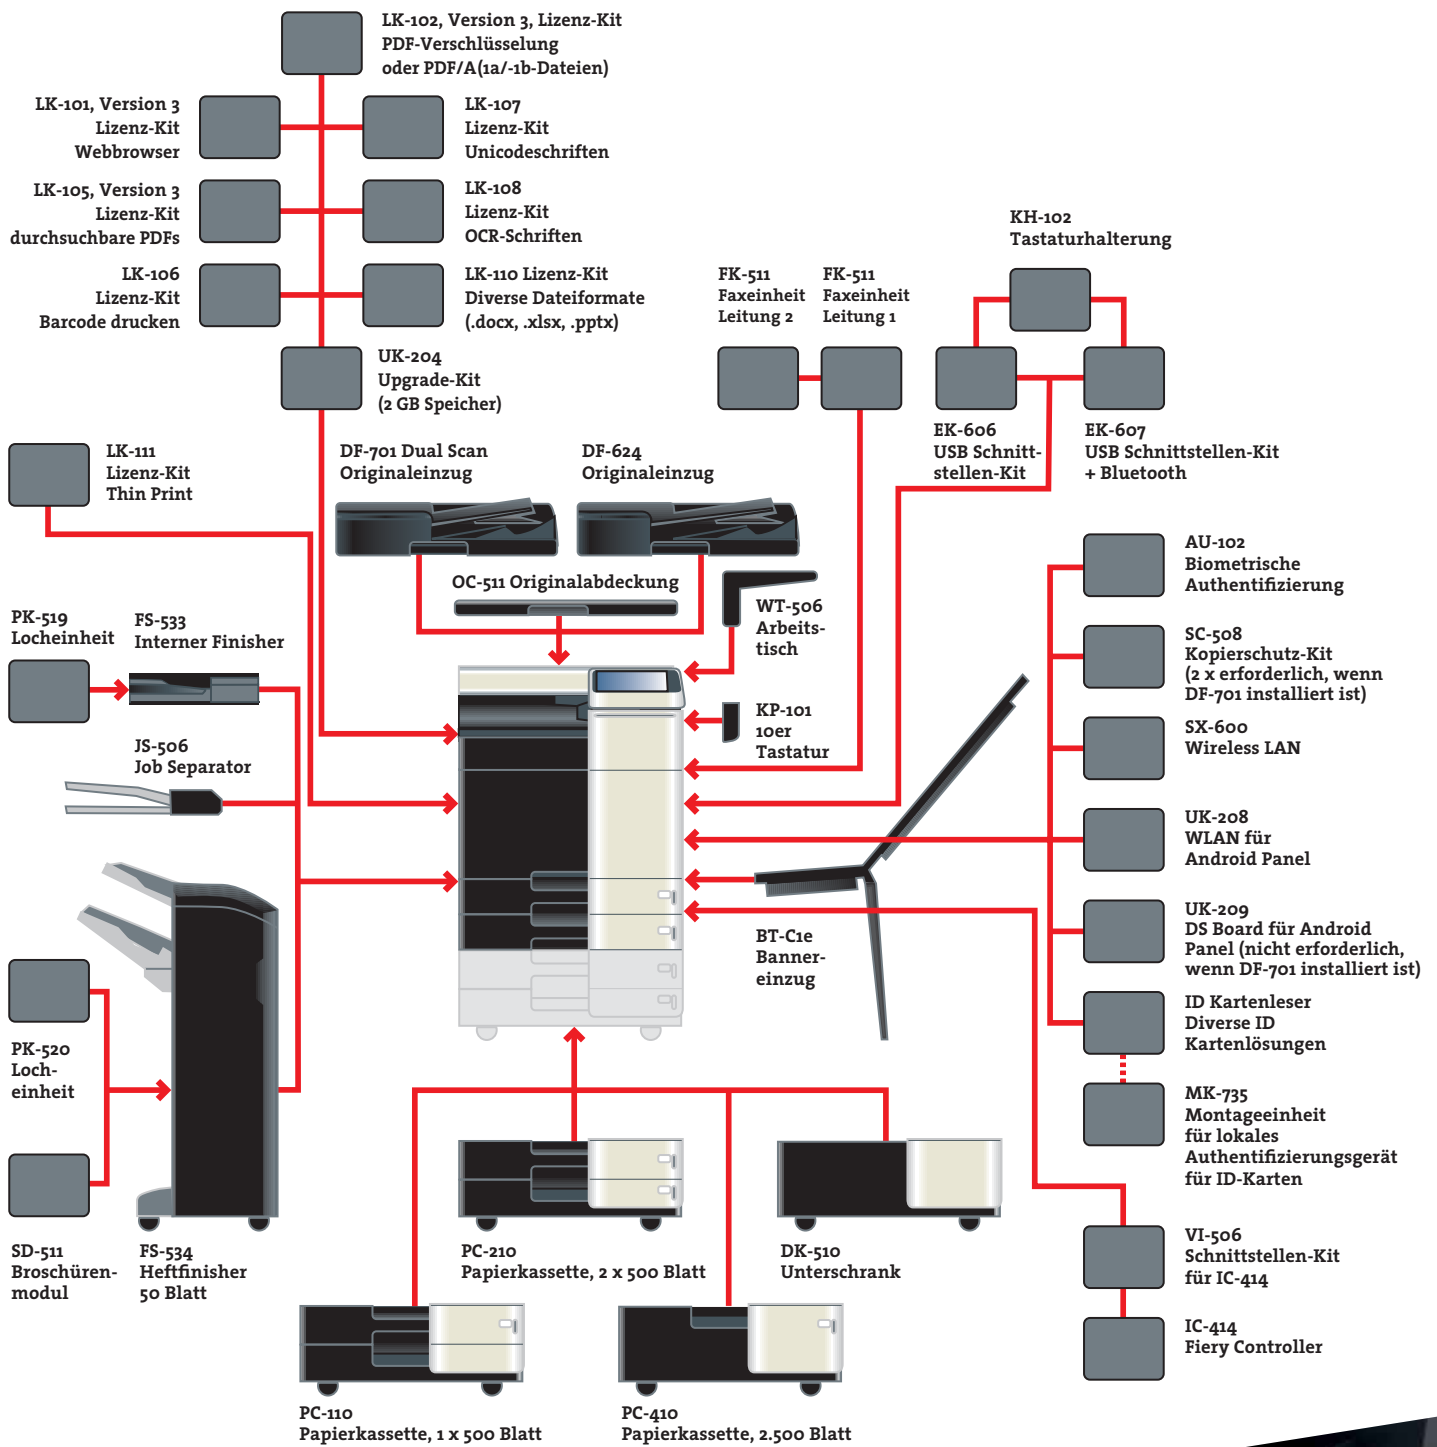 LK-102, Version 3, Lizenz-Kit
PDF-Verschlüsselung
oder PDF/A(1a/-1b-Dateien)
LK-101, Version 3
Lizenz-Kit
Webbrowser
LK-107
Lizenz-Kit
Unicodeschriften
LK-105, Version 3
Lizenz-Kit
durchsuchbare PDFs
LK-108
Lizenz-Kit
OCR-Schriften
LK-106
Lizenz-Kit
Barcode drucken
LK-110 Lizenz-Kit
Diverse Dateiformate
(.docx, .xlsx, .pptx)
UK-204
Upgrade-Kit
(2 GB Speicher)
FK-511
Faxeinheit
Leitung 2
FK-511
Faxeinheit
Leitung 1
KH-102
Tastaturhalterung
EK-606
USB Schnitt-
stellen-Kit
EK-607
USB Schnittstellen-Kit
+ Bluetooth
LK-111
Lizenz-Kit
Thin Print
DF-701 Dual Scan
Originaleinzug
DF-624
Originaleinzug
OC-511 Originalabdeckung
WT-506
Arbeits-
tisch
KP-101
10er
Tastatur
PK-519
Locheinheit
FS-533
Interner Finisher
JS-506
Job Separator
AU-102
Biometrische
Authentifizierung
SC-508
Kopierschutz-Kit
(2 x erforderlich, wenn
DF-701 installiert ist)
SX-600
Wireless LAN
UK-208
WLAN für
Android Panel
UK-209
DS Board für Android
Panel (nicht erforderlich,
wenn DF-701 installiert ist)
BT-C1e
Banner-
einzug
ID Kartenleser
Diverse ID
Kartenlösungen
MK-735
Montageeinheit
für lokales
Authentifizierungsgerät
für ID-Karten
PK-520
Loch-
einheit
SD-511
Broschüren-
modul
FS-534
Heftfinisher
50 Blatt
PC-210
Papierkassette, 2 x 500 Blatt
DK-510
Unterschrank
VI-506
Schnittstellen-Kit
für IC-414
IC-414
Fiery Controller
PC-110
Papierkassette, 1 x 500 Blatt
PC-410
Papierkassette, 2.500 Blatt